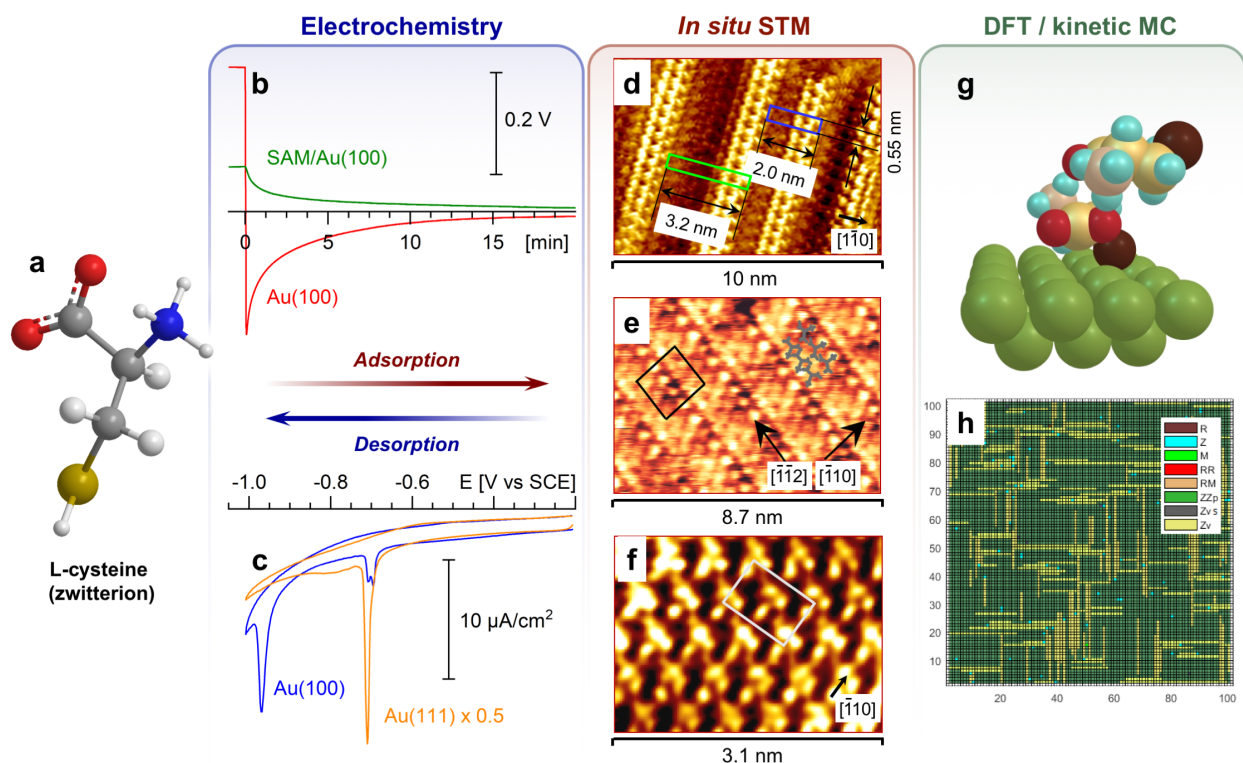 Electrochemistry
In situ STM
DFT / kinetic MC
a
L-cysteine
(zwitterion)
b
0.2 V
SAM/Au(100)
0
5
10
15
[min]
Au(100)
Adsorption
Desorption
-1.0
-0.6
E [V vs SCE]
c
10 µA/cm²
Au(100)
Au(111) x 0.5
d
0.55 nm
2.0 nm
3.2 nm
[11̄0]
10 nm
e
[1̄1̄2]
[1̄10]
8.7 nm
f
[1̄10]
3.1 nm
g
h
100
90
80
70
60
50
40
30
20
10
20
40
60
80
100
R
Z
M
RR
RM
ZZp
Zvs
Zv